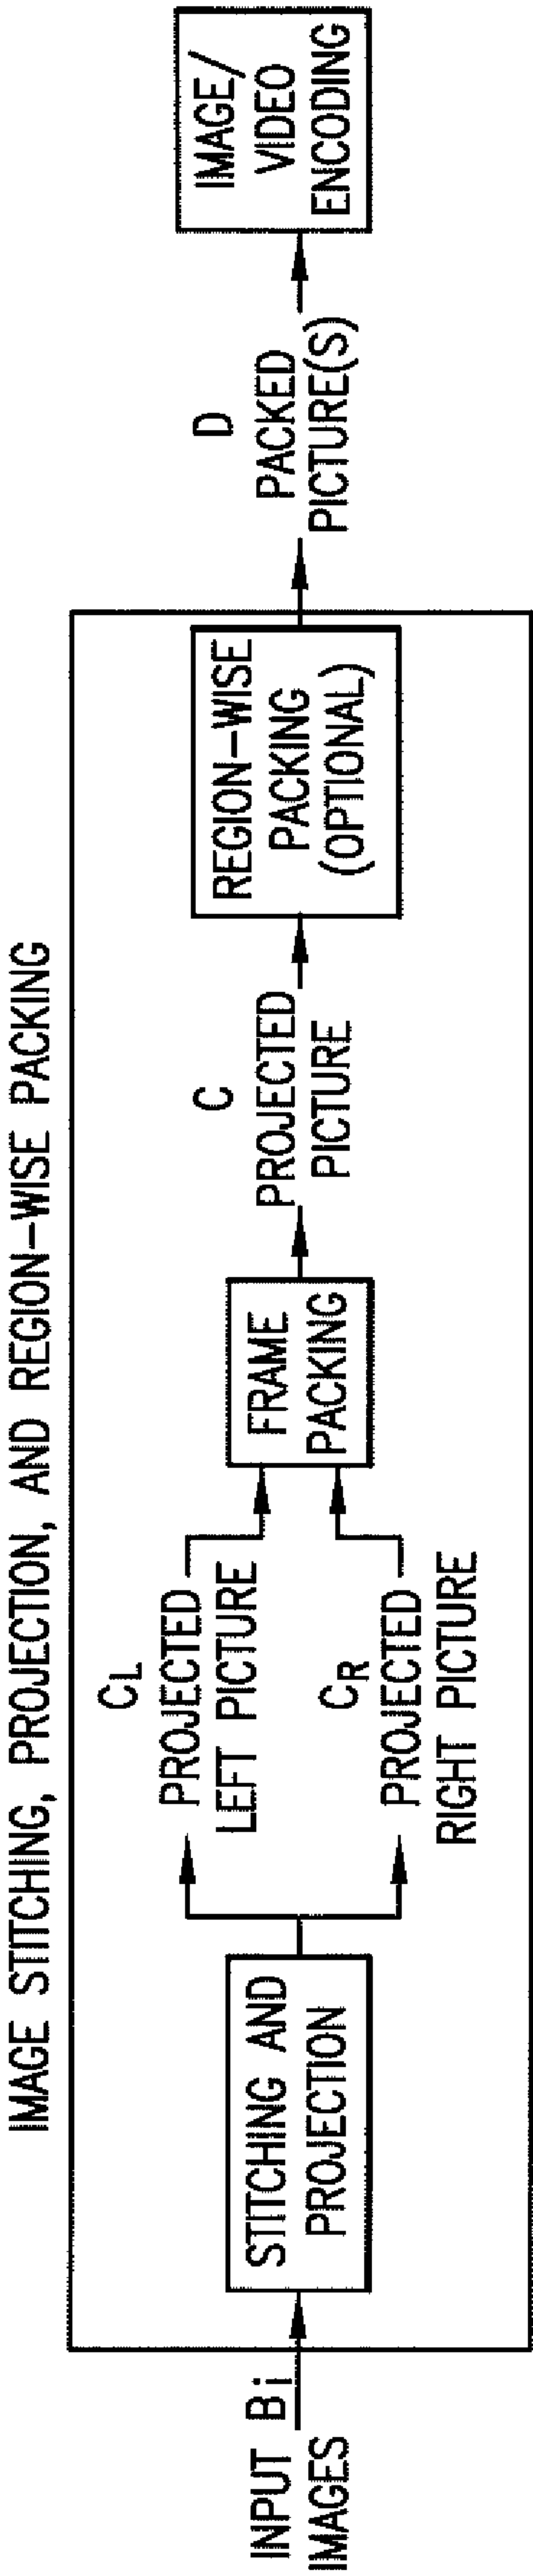 IMAGE STITCHING, PROJECTION, AND REGION-WISE PACKING
INPUT Bi
IMAGES
STITCHING AND
PROJECTION
CL
PROJECTED
LEFT PICTURE
CR
PROJECTED
RIGHT PICTURE
FRAME
PACKING
C
PROJECTED
PICTURE
REGION-WISE
PACKING
(OPTIONAL)
D
PACKED
PICTURE(S)
IMAGE/
VIDEO
ENCODING